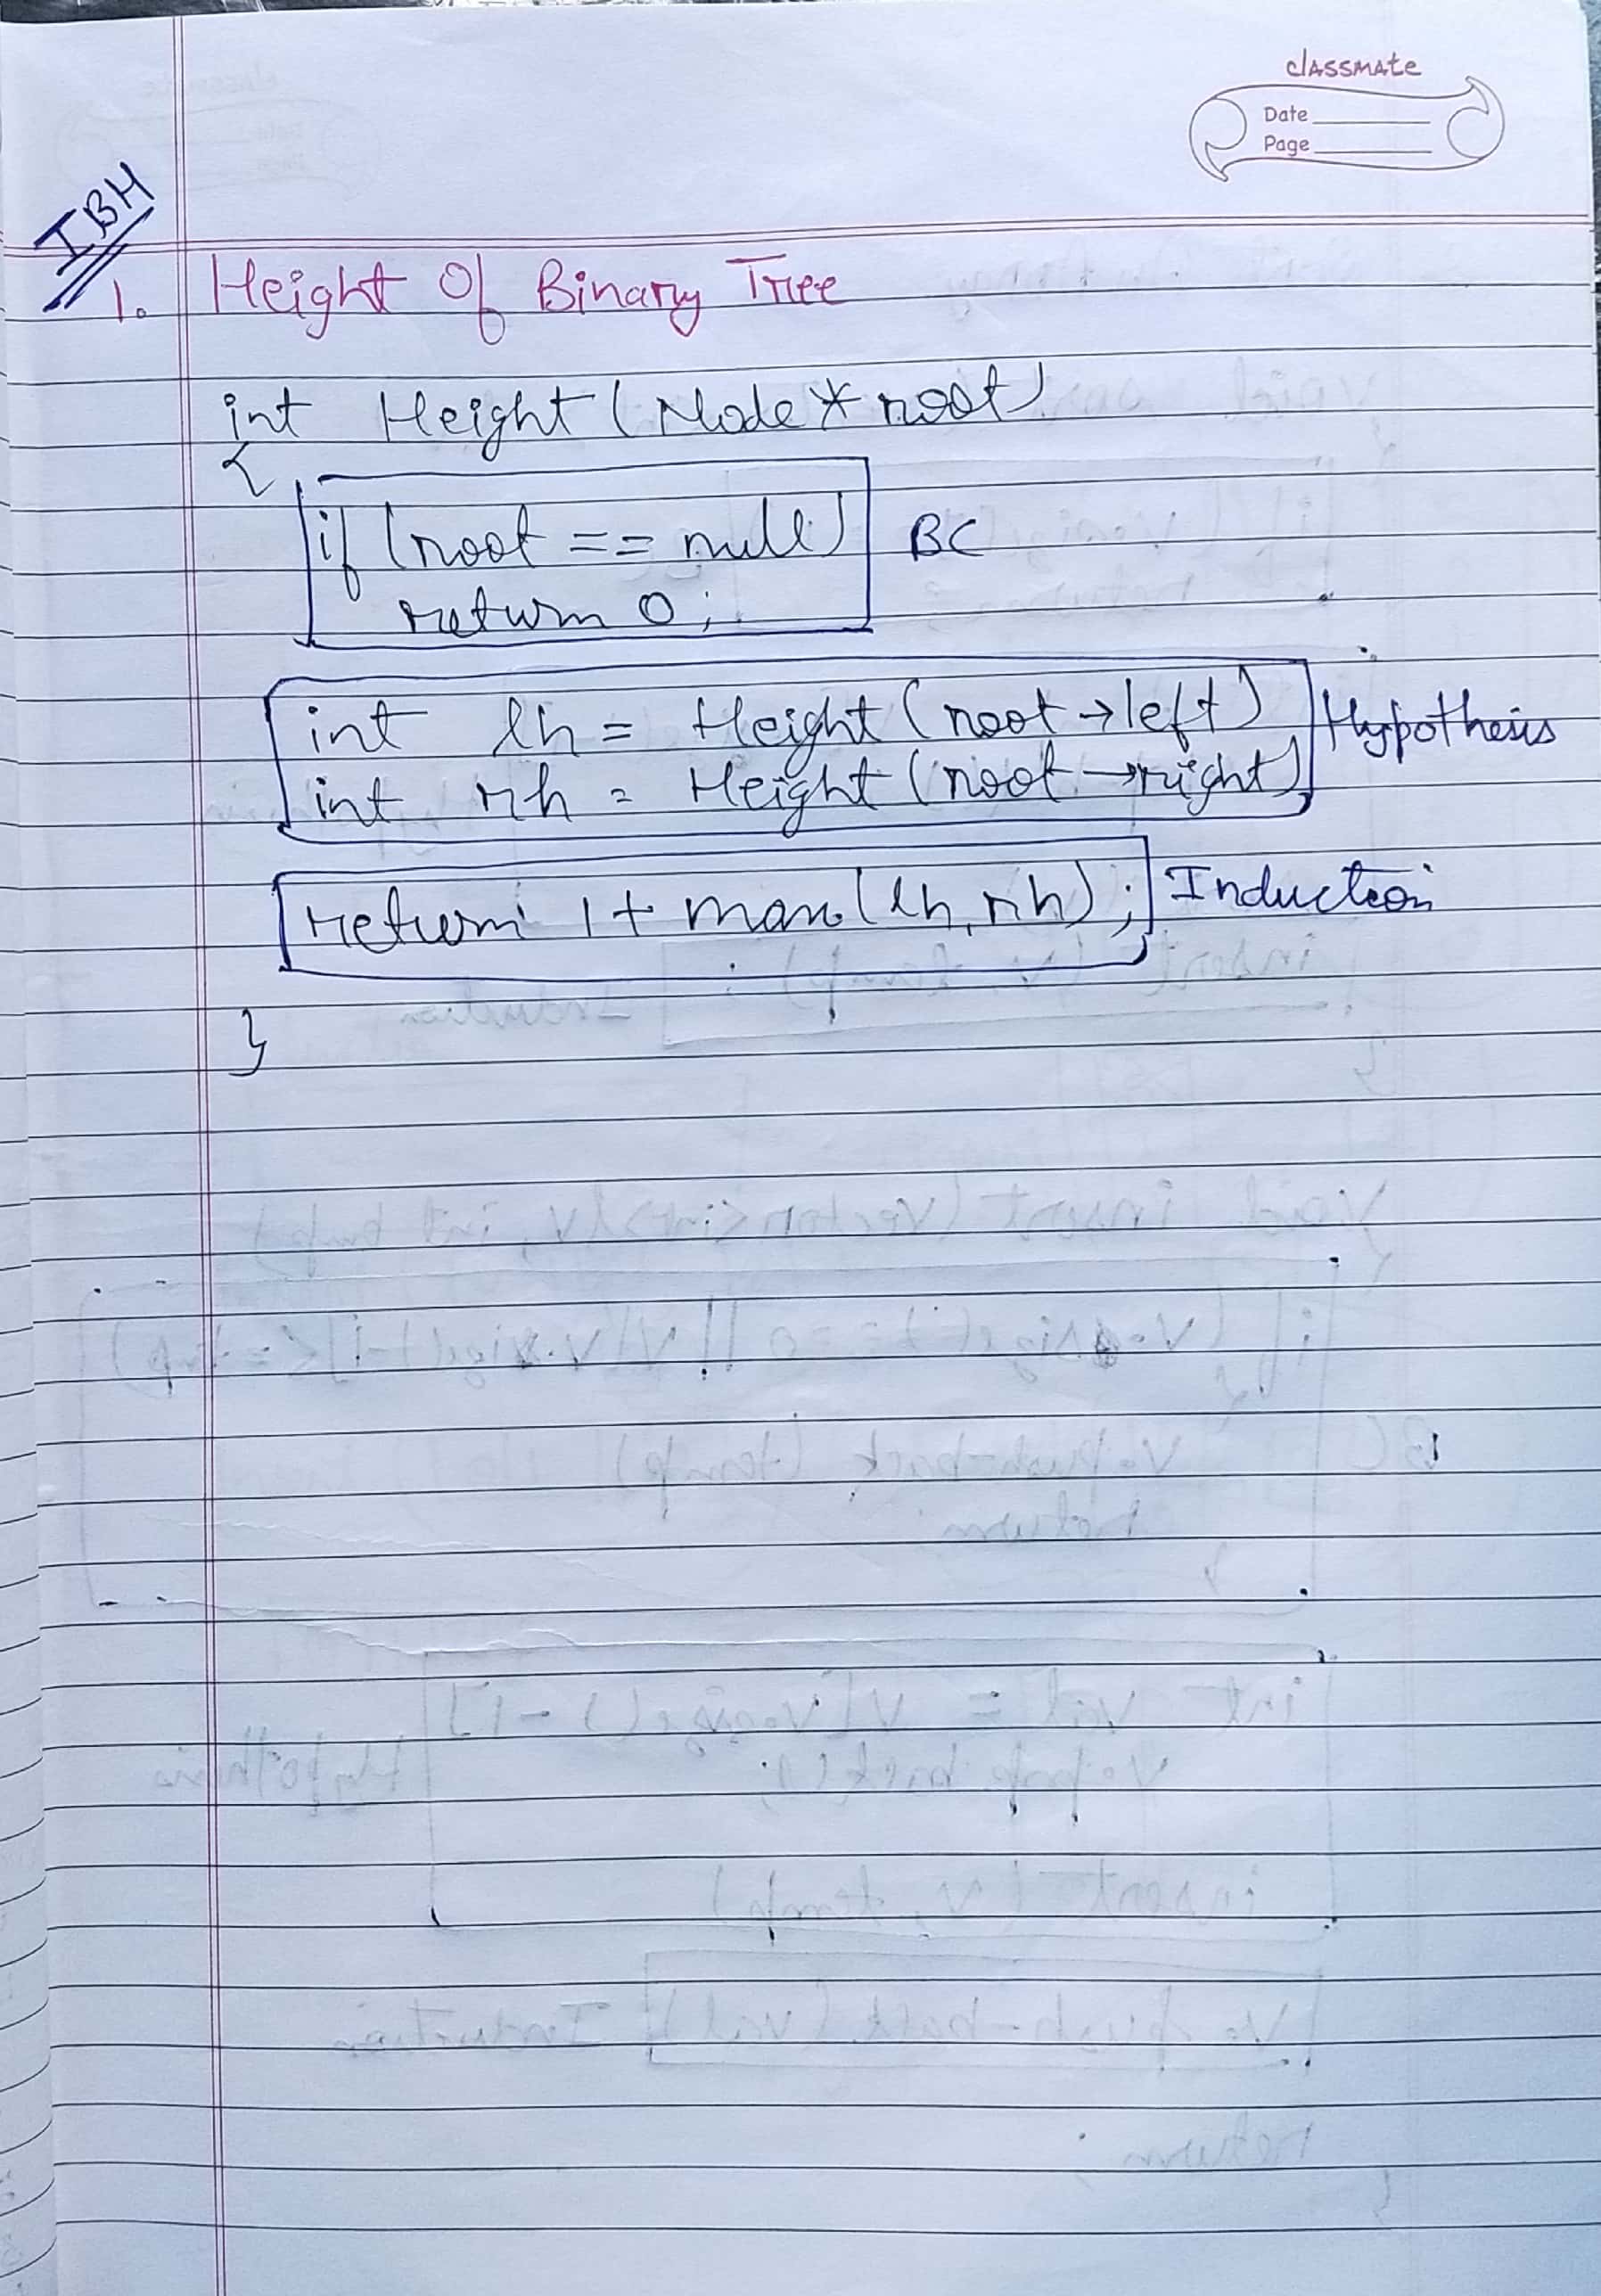 classmate
Date
Page
IBH
1. Height Of Binary Tree
int Height (Node * root)
{
if (root == null) BC
return 0;
int lh = Height (root → left) Hypothesis
int rh = Height (root → right)
return 1 + max (lh, rh); Induction
}